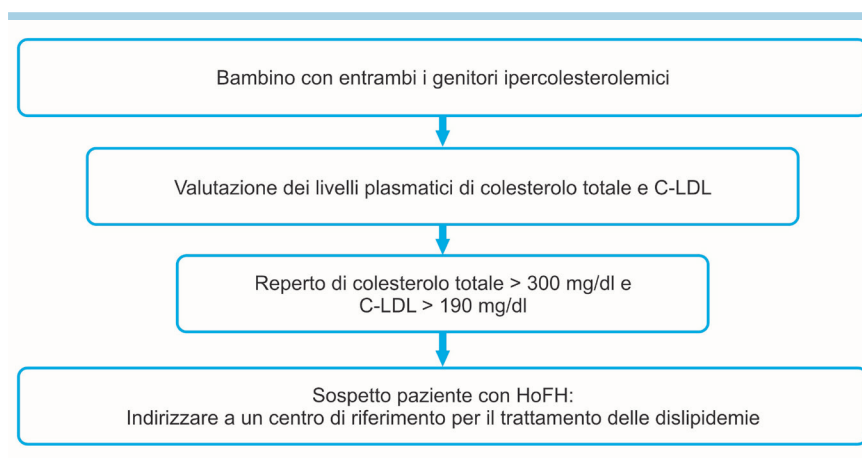 Bambino con entrambi i genitori ipercolesterolemici
Valutazione dei livelli plasmatici di colesterolo totale e C-LDL
Reperto di colesterolo totale > 300 mg/dl e
C-LDL > 190 mg/dl
Sospetto paziente con HoFH:
Indirizzare a un centro di riferimento per il trattamento delle dislipidemie